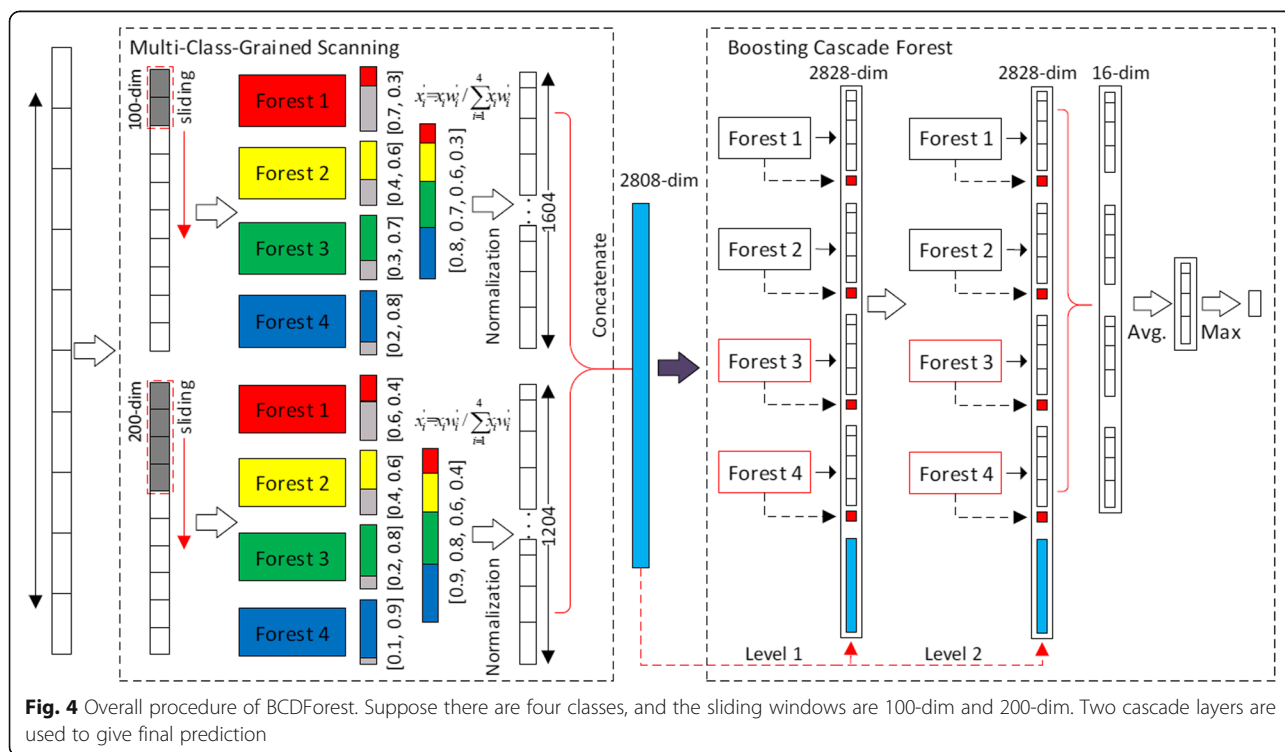 Multi-Class-Grained Scanning
100-dim
sliding
Forest 1
[0.7, 0.3]
Forest 2
[0.4, 0.6]
Forest 3
[0.3, 0.7]
Forest 4
[0.2, 0.8]
[0.8, 0.7, 0.6, 0.3]
Normalization
1604
200-dim
sliding
Forest 1
[0.6, 0.4]
Forest 2
[0.4, 0.6]
Forest 3
[0.2, 0.8]
Forest 4
[0.1, 0.9]
[0.9, 0.8, 0.6, 0.4]
Normalization
1204
Concatenate
2808-dim
Boosting Cascade Forest
2828-dim
2828-dim
16-dim
Forest 1
Forest 1
Forest 2
Forest 2
Forest 3
Forest 3
Forest 4
Forest 4
Avg.
Max
Level 1
Level 2
Fig. 4 Overall procedure of BCDForest. Suppose there are four classes, and the sliding windows are 100-dim and 200-dim. Two cascade layers are
used to give final prediction